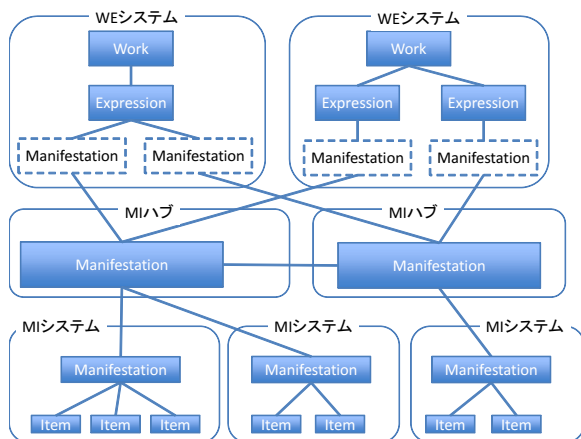 WEシステム
WEシステム
Work
Work
Expression
Expression
Expression
Manifestation
Manifestation
Manifestation
Manifestation
MIハブ
MIハブ
Manifestation
Manifestation
MIシステム
MIシステム
MIシステム
Manifestation
Manifestation
Manifestation
Item
Item
Item
Item
Item
Item
Item